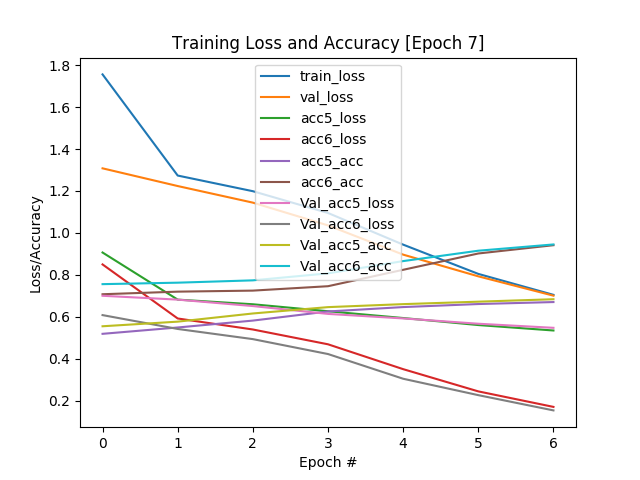 Training Loss and Accuracy [Epoch 7]
Loss/Accuracy
1.8
1.6
1.4
1.2
1.0
0.8
0.6
0.4
0.2
train_loss
val_loss
acc5_loss
acc6_loss
acc5_acc
acc6_acc
Val_acc5_loss
Val_acc6_loss
Val_acc5_acc
Val_acc6_acc
0 1 2 3 4 5 6
Epoch #